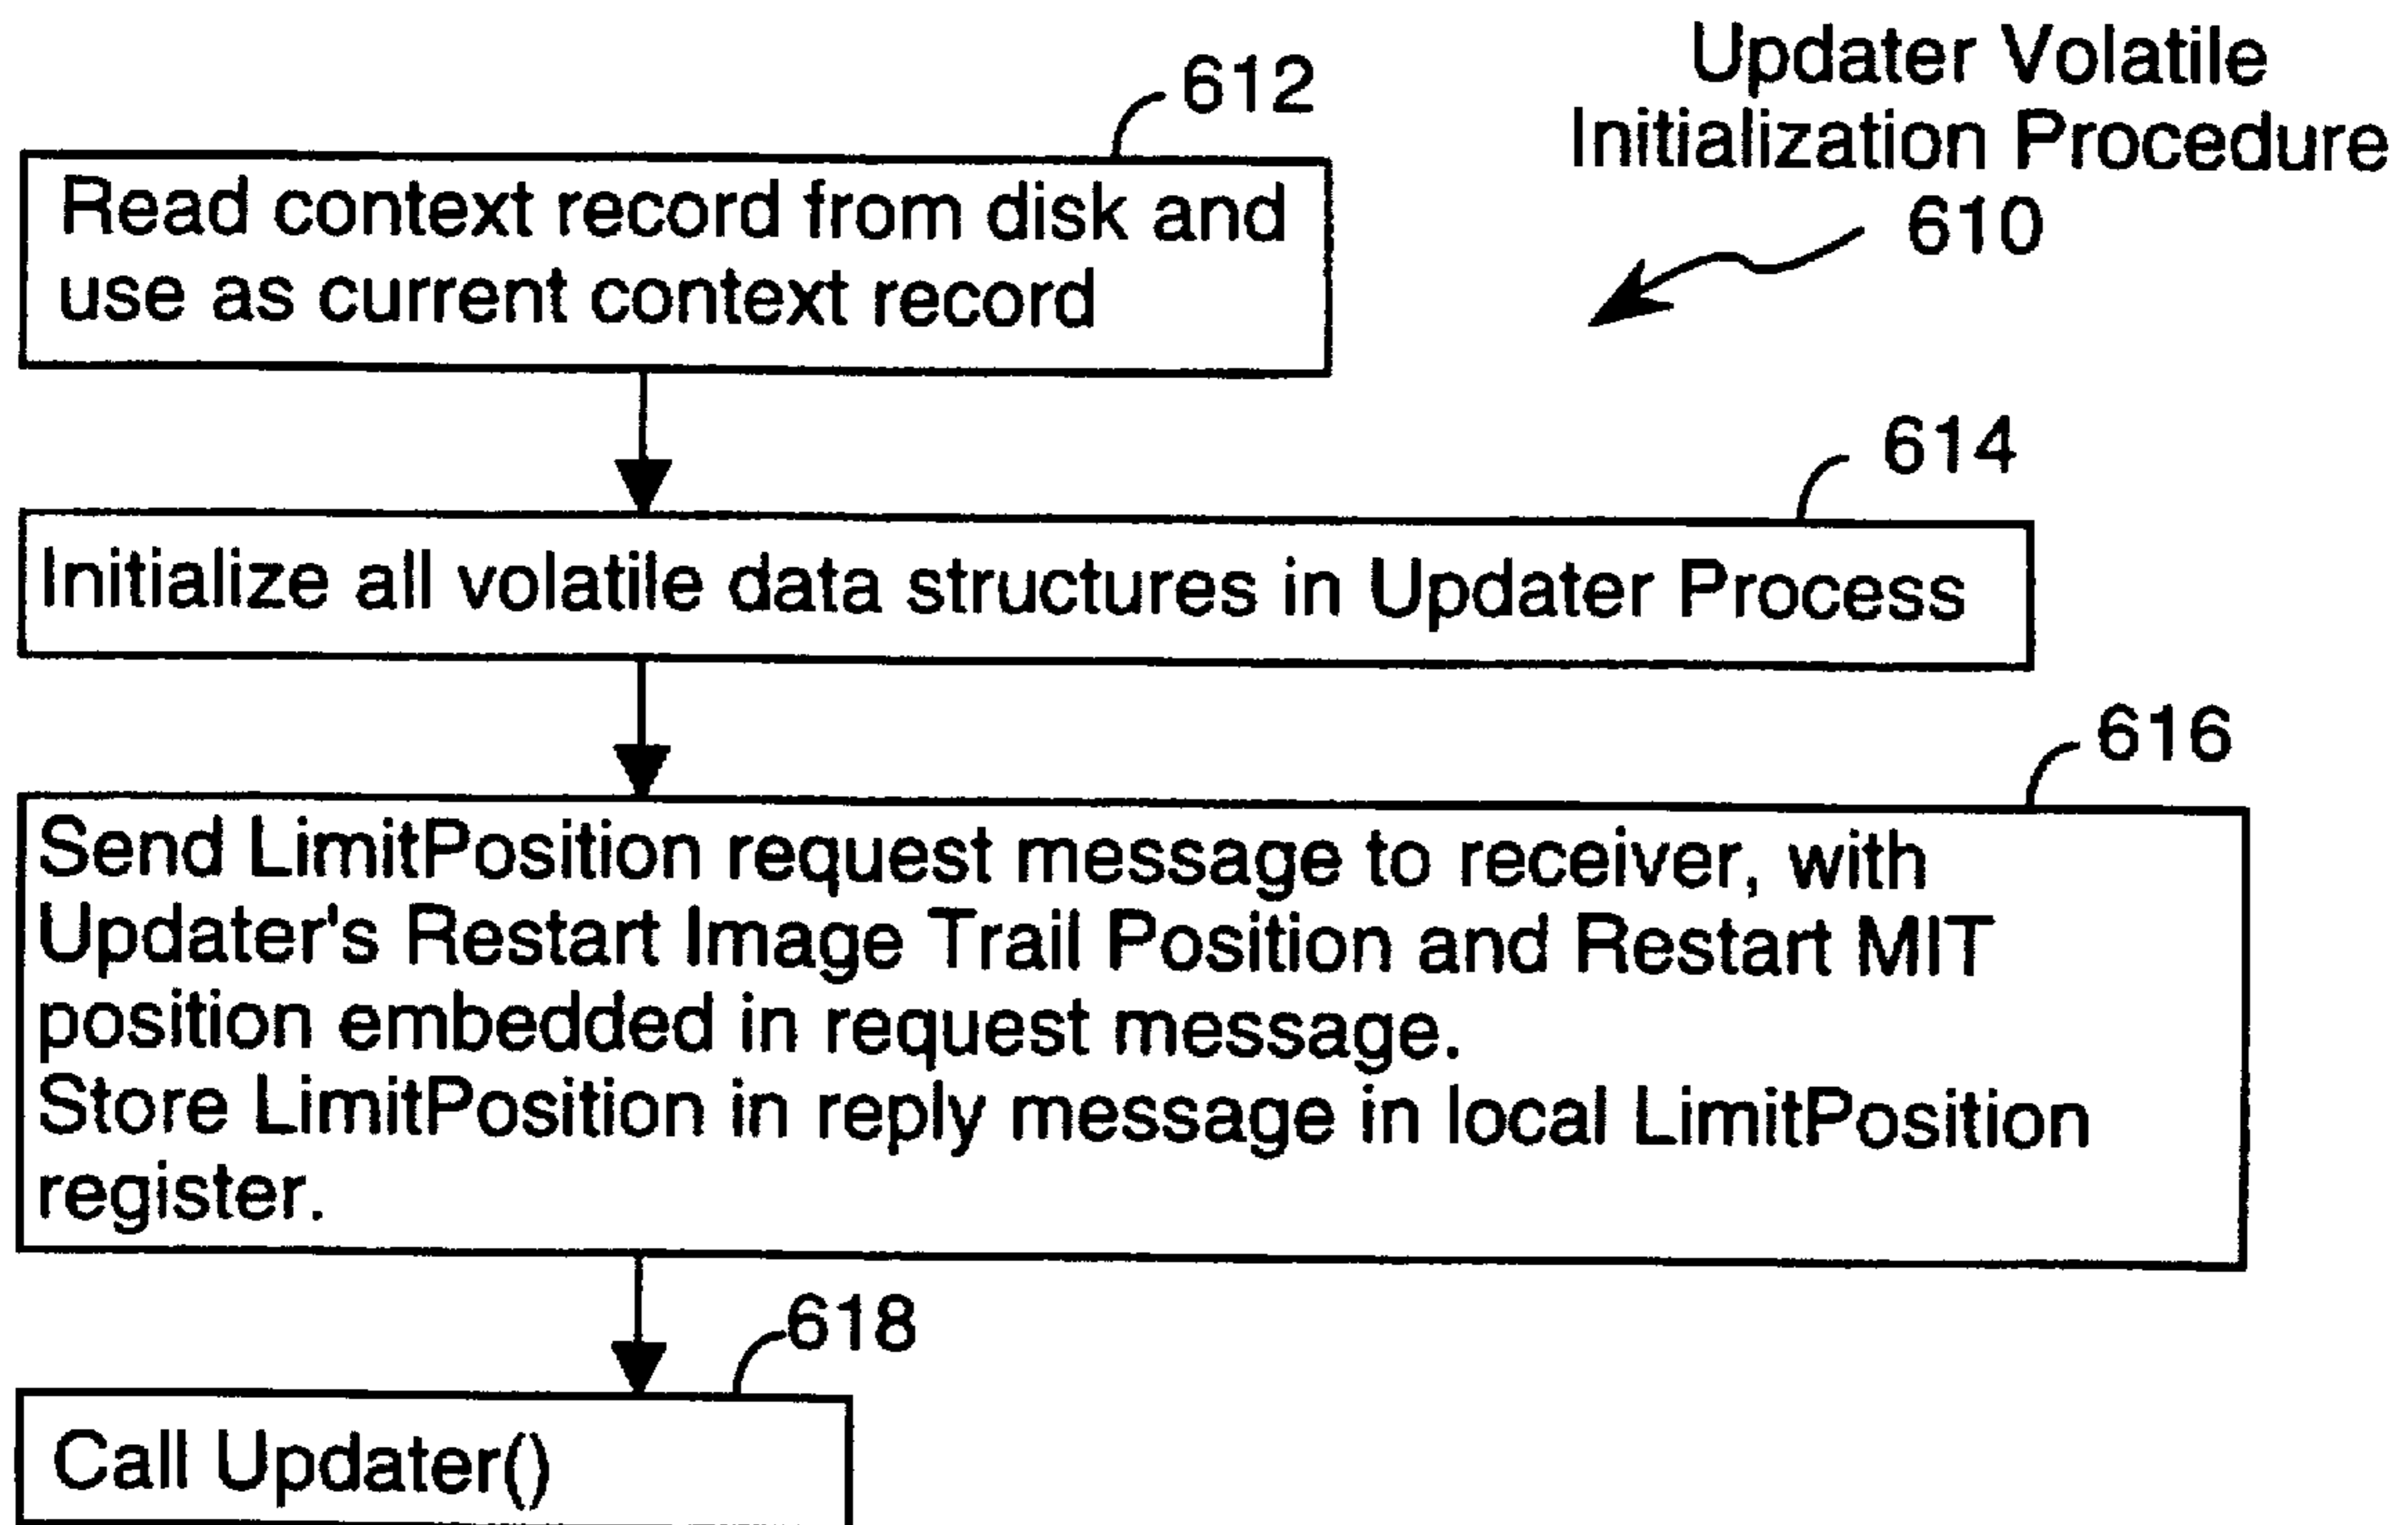 Updater Volatile
Initialization Procedure
610
612
Read context record from disk and
use as current context record
614
Initialize all volatile data structures in Updater Process
616
Send LimitPosition request message to receiver, with
Updater's Restart Image Trail Position and Restart MIT
position embedded in request message.
Store LimitPosition in reply message in local LimitPosition
register.
618
Call Updater()